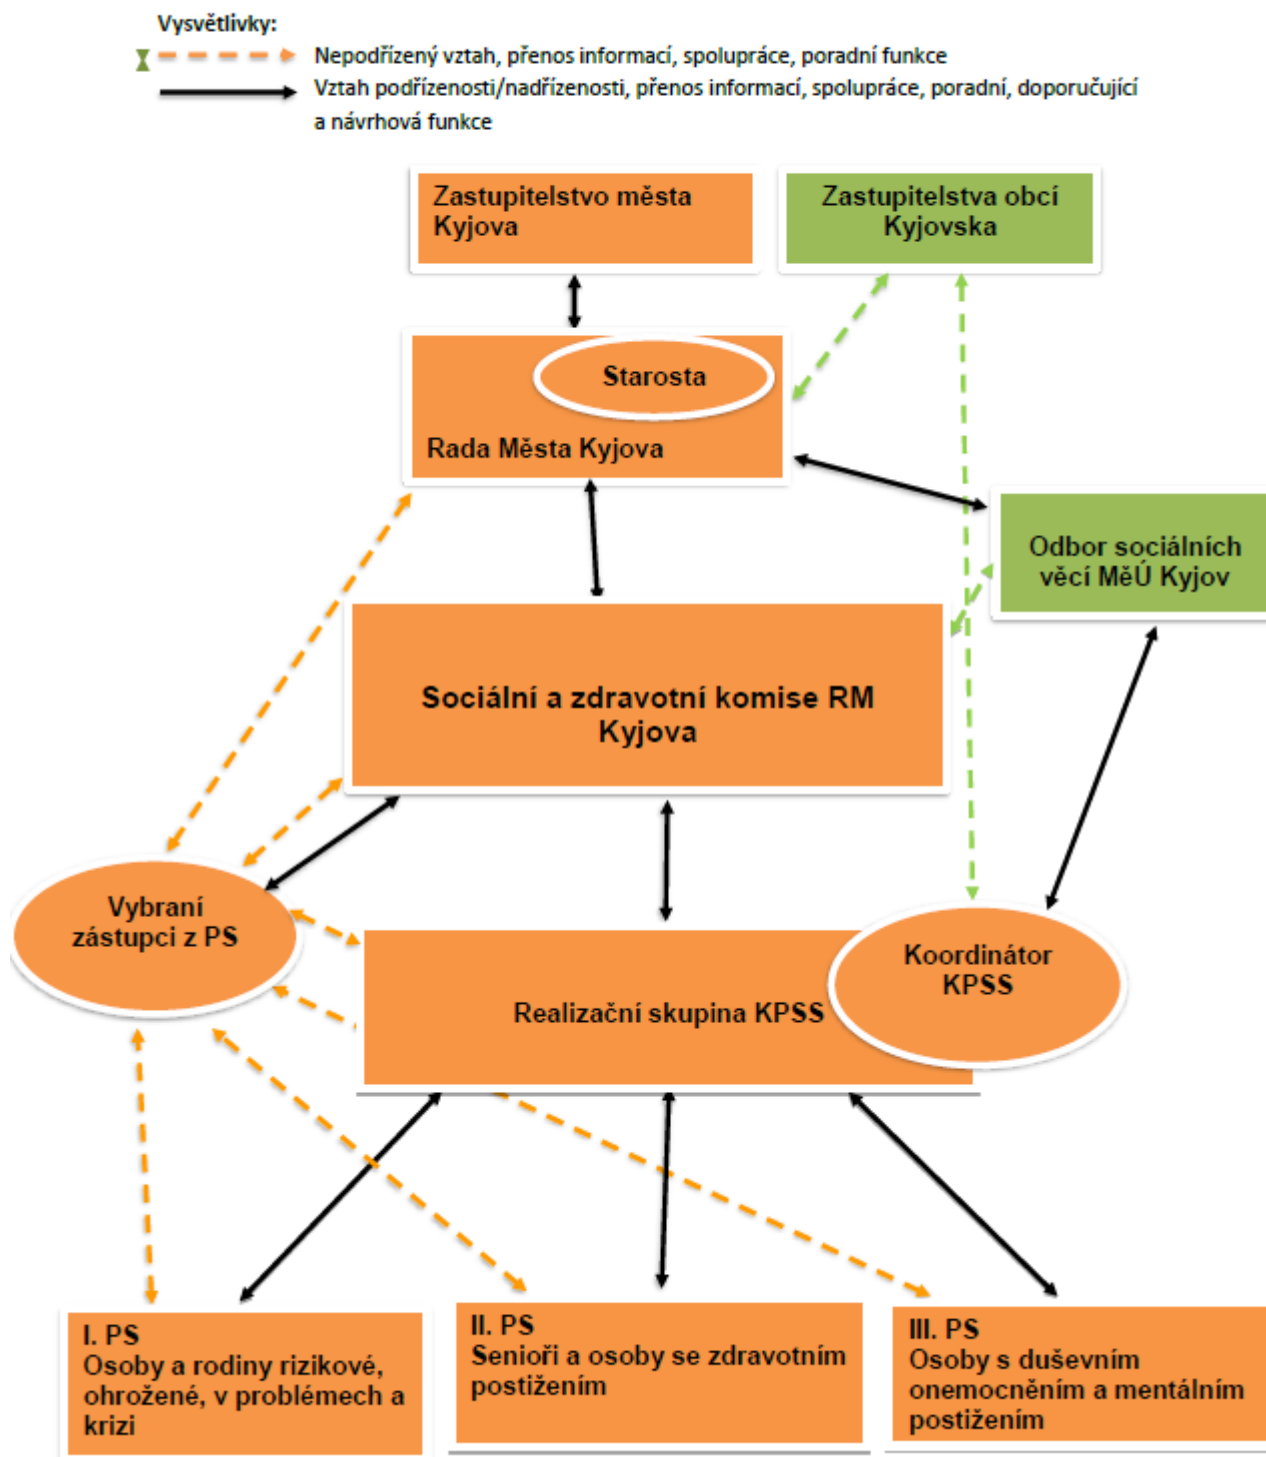 Vysvětlivky:
Nepodřízený vztah, přenos informací, spolupráce, poradní funkce
Vztah podřízenosti/nadřízenosti, přenos informací, spolupráce, poradní, doporučující
a návrhová funkce
Zastupitelstvo města
Kyjova
Zastupitelstva obcí
Kyjovska
Starosta
Rada Města Kyjova
Odbor sociálních
věcí MěÚ Kyjov
Sociální a zdravotní komise RM
Kyjova
Vybraní
zástupci z PS
Koordinátor
KPSS
Realizační skupina KPSS
I. PS
Osoby a rodiny rizikové,
ohrožené, v problémech a
krizi
II. PS
Senioři a osoby se zdravotním
postižením
III. PS
Osoby s duševním
onemocněním a mentálním
postižením